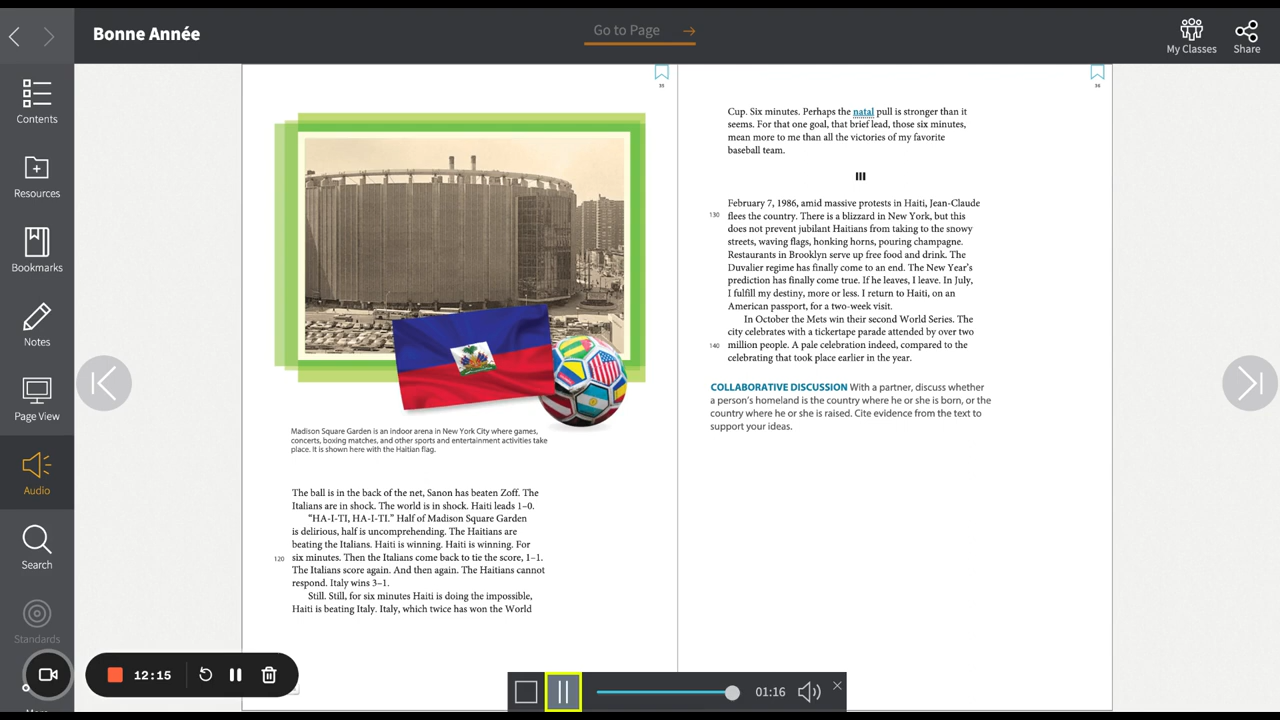 Bonne Année
Go to Page
My Classes
Share
Contents
Resources
Bookmarks
Notes
Page View
Audio
Search
Standards
35
Madison Square Garden is an indoor arena in New York City where games,
concerts, boxing matches, and other sports and entertainment activities take
place. It is shown here with the Haitian flag.
The ball is in the back of the net, Sanon has beaten Zoff. The
Italians are in shock. The world is in shock. Haiti leads 1–0.
“HA-I-TI, HA-I-TI.” Half of Madison Square Garden
is delirious, half is uncomprehending. The Haitians are
beating the Italians. Haiti is winning. Haiti is winning. For
120 six minutes. Then the Italians come back to tie the score, 1–1.
The Italians score again. And then again. The Haitians cannot
respond. Italy wins 3–1.
Still. Still, for six minutes Haiti is doing the impossible,
Haiti is beating Italy. Italy, which twice has won the World
36
Cup. Six minutes. Perhaps the natal pull is stronger than it
seems. For that one goal, that brief lead, those six minutes,
mean more to me than all the victories of my favorite
baseball team.
III
February 7, 1986, amid massive protests in Haiti, Jean-Claude
130 flees the country. There is a blizzard in New York, but this
does not prevent jubilant Haitians from taking to the snowy
streets, waving flags, honking horns, pouring champagne.
Restaurants in Brooklyn serve up free food and drink. The
Duvalier regime has finally come to an end. The New Year’s
prediction has finally come true. If he leaves, I leave. In July,
I fulfill my destiny, more or less. I return to Haiti, on an
American passport, for a two-week visit.
In October the Mets win their second World Series. The
city celebrates with a tickertape parade attended by over two
140 million people. A pale celebration indeed, compared to the
celebrating that took place earlier in the year.
COLLABORATIVE DISCUSSION With a partner, discuss whether
a person’s homeland is the country where he or she is born, or the
country where he or she is raised. Cite evidence from the text to
support your ideas.
12:15
01:16